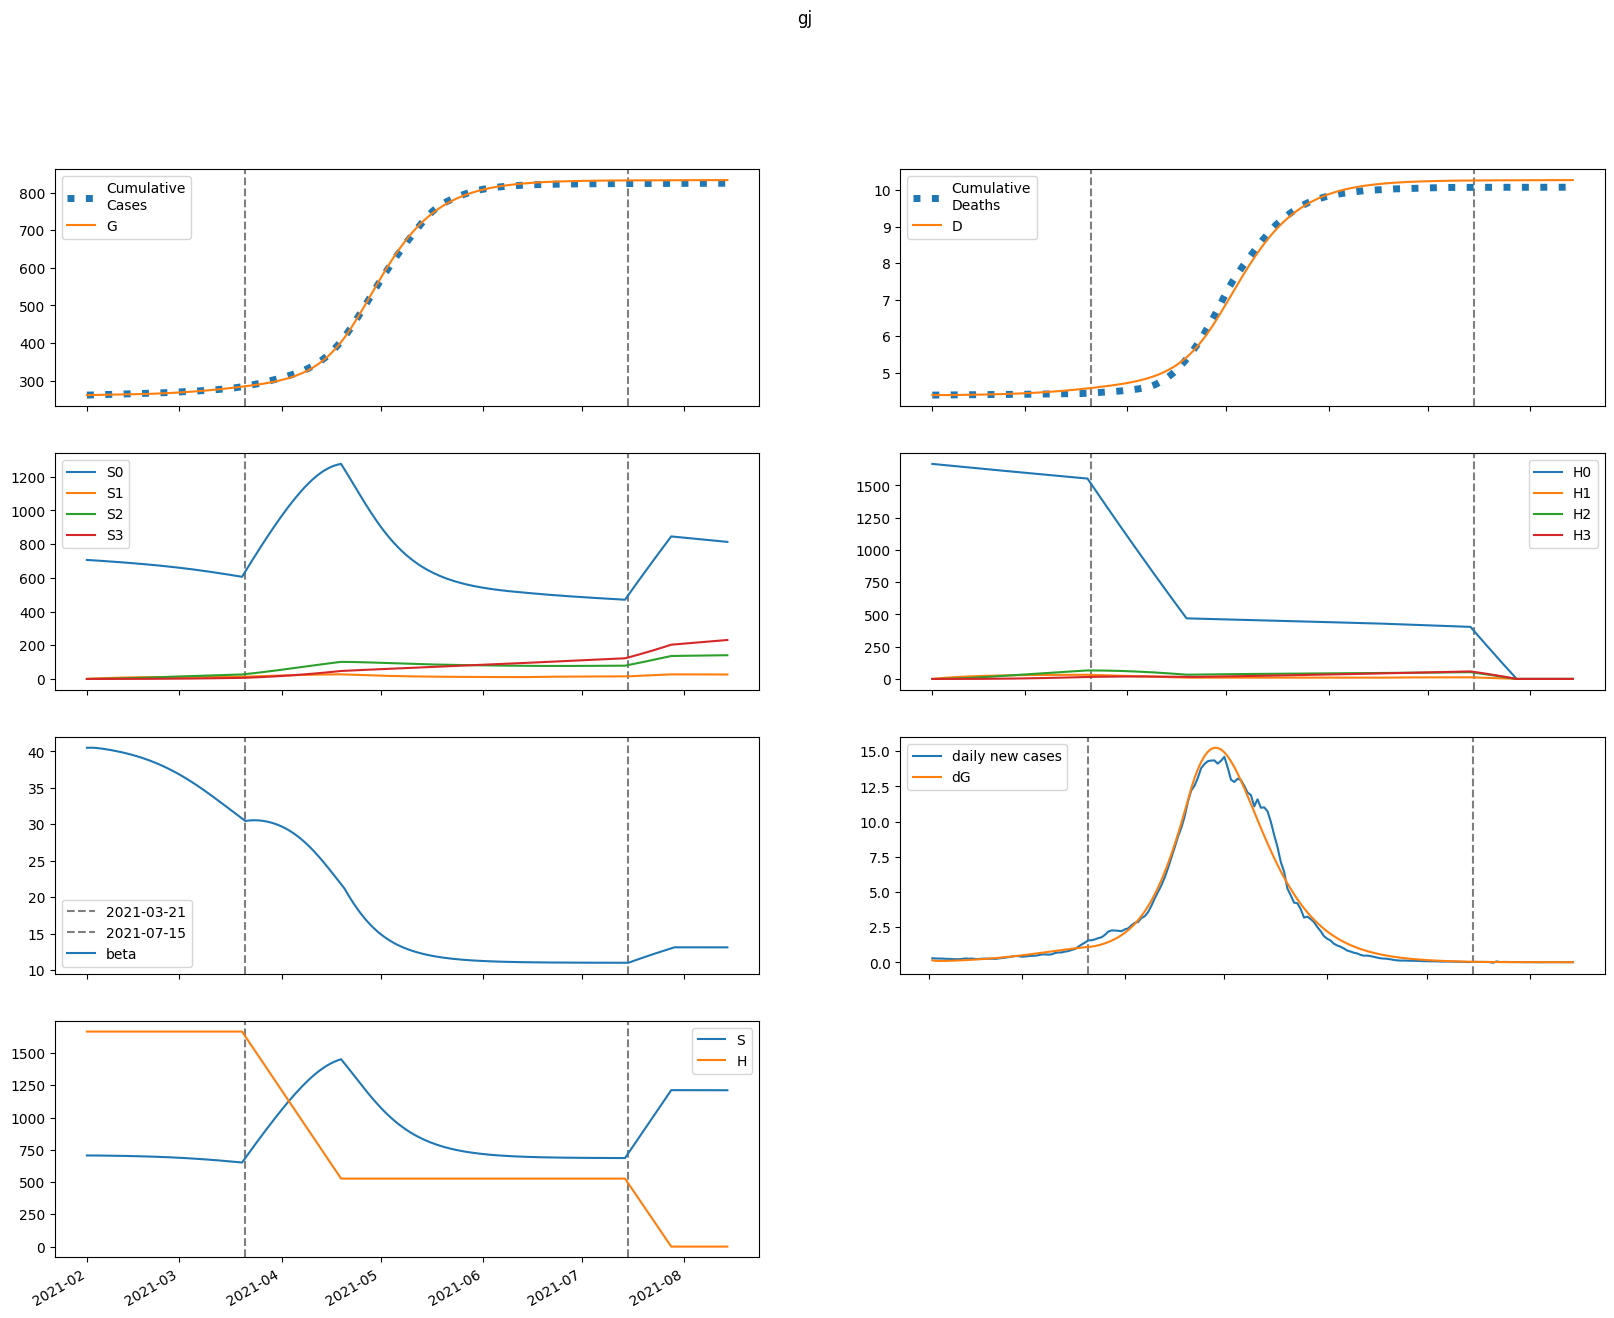 gj
Cumulative
Cases
G
800
700
600
500
400
300
Cumulative
Deaths
D
10
9
8
7
6
5
S0
S1
S2
S3
1200
1000
800
600
400
200
0
H0
H1
H2
H3
1500
1250
1000
750
500
250
0
40
35
30
25
20
15
10
2021-03-21
2021-07-15
beta
daily new cases
dG
15.0
12.5
10.0
7.5
5.0
2.5
0.0
S
H
1500
1250
1000
750
500
250
0
2021-02
2021-03
2021-04
2021-05
2021-06
2021-07
2021-08